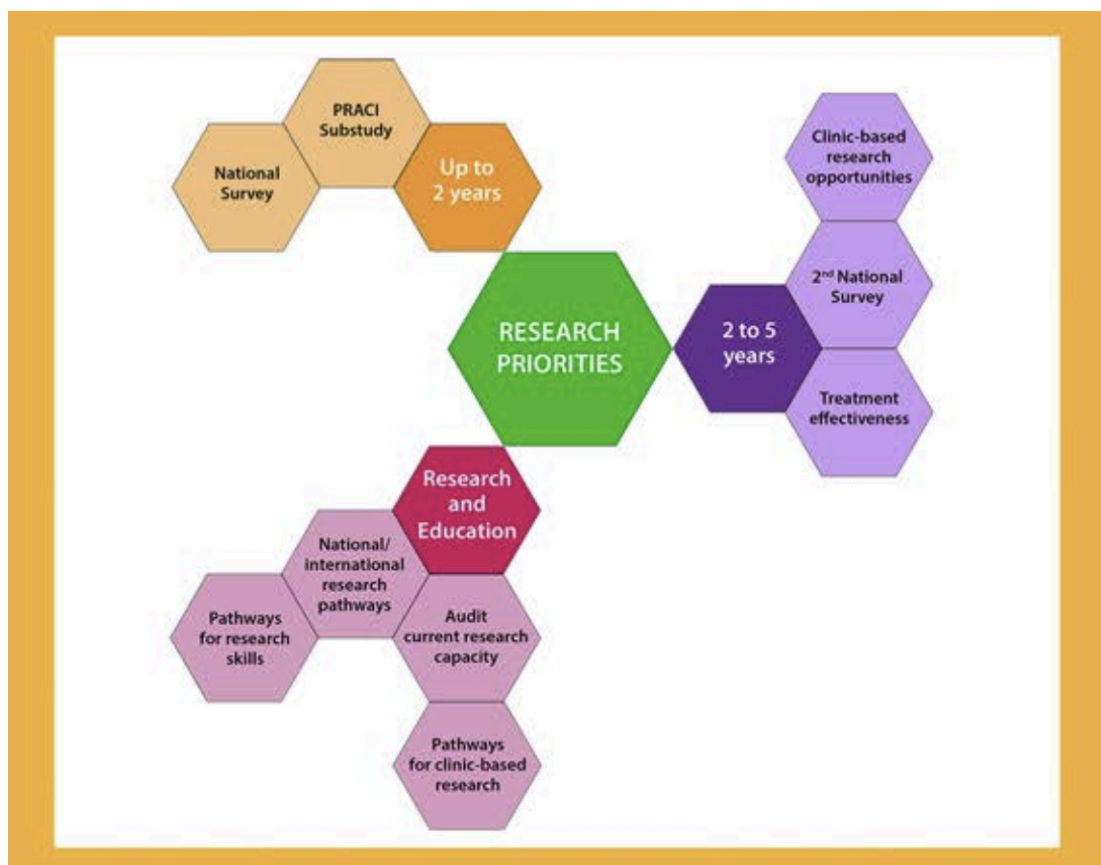 PRACI
Substudy
National
Survey
Up to
2 years
Clinic-based
research
opportunities
2nd National
Survey
Treatment
effectiveness
2 to 5
years
RESEARCH
PRIORITIES
Research
and
Education
National/
international
research
pathways
Pathways
for research
skills
Audit
current research
capacity
Pathways
for clinic-based
research